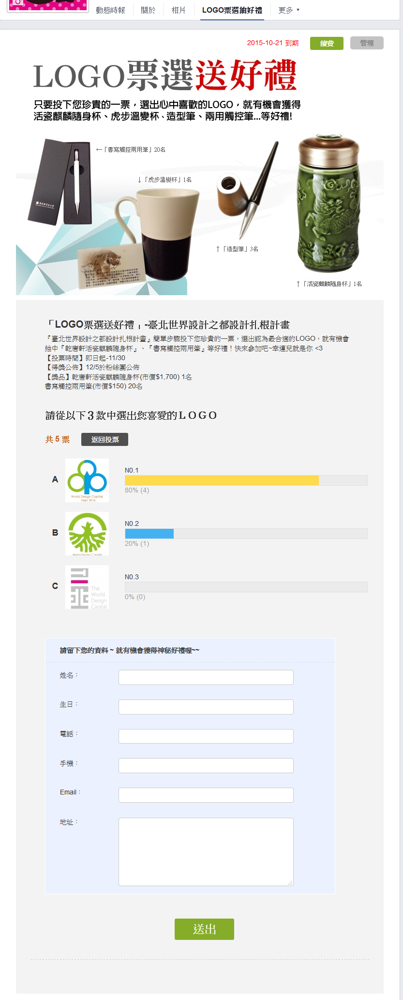 動態時報 關於 相片 LOGO票選抽好禮 更多 ▼
2015-10-21 到期 續費 管理
LOGO票選送好禮
只要投下您珍貴的一票，選出心中喜歡的LOGO，就有機會獲得
活瓷麒麟隨身杯、虎步溫變杯、造型筆、兩用觸控筆...等好禮!
←「書寫觸控兩用筆」20名
↓「虎步溫變杯」1名
↑「造型筆」3名
↑「活瓷麒麟隨身杯」1名
「LOGO票選送好禮」-臺北世界設計之都設計扎根計畫
『臺北世界設計之都設計扎根計畫』簡單步驟投下您珍貴的一票，選出認為最合適的LOGO，就有機會
抽中『乾唐軒活瓷麒麟隨身杯』、『書寫觸控兩用筆』等好禮！快來參加吧~幸運兒就是你 <3
【投票時間】即日起-11/30
【得獎公佈】12/5於粉絲團公佈
【獎品】乾唐軒活瓷麒麟隨身杯(市價$1,700) 1名
書寫觸控兩用筆(市價$150) 20名
請從以下３款中選出您喜愛的ＬＯＧＯ
共 5 票 返回投票
A
World Design Capital
Taipi 2016
N0.1
80% (4)
B
World Design Capital
N0.2
20% (1)
C
The
World
Design
Capital
N0.3
0% (0)
請留下您的資料 ~ 就有機會獲得神秘好禮喔~~
姓名：
生日：
電話：
手機：
Email：
地址：
送出